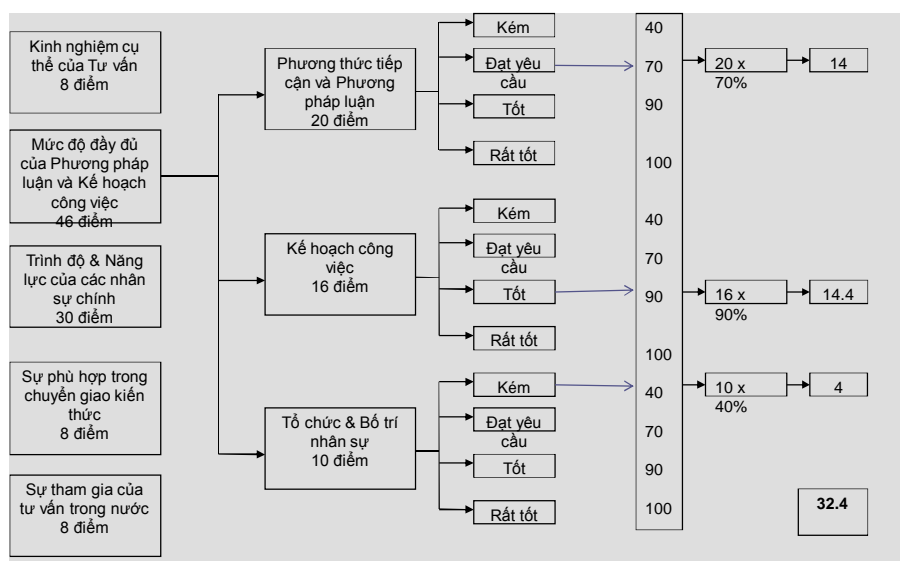 Kinh nghiệm cụ
thể của Tư vấn
8 điểm
Mức độ đầy đủ
của Phương pháp
luận và Kế hoạch
công việc
46 điểm
Trình độ & Năng
lực của các nhân
sự chính
30 điểm
Sự phù hợp trong
chuyển giao kiến
thức
8 điểm
Sự tham gia của
tư vấn trong nước
8 điểm
Phương thức tiếp
cận và Phương
pháp luận
20 điểm
Kế hoạch công
việc
16 điểm
Tổ chức & Bố trí
nhân sự
10 điểm
Kém
Đạt yêu
cầu
Tốt
Rất tốt
Kém
Đạt yêu
cầu
Tốt
Rất tốt
Kém
Đạt yêu
cầu
Tốt
Rất tốt
40
70
90
100
40
70
90
100
40
70
90
100
20 x
70%
14
16 x
90%
14.4
10 x
40%
4
32.4